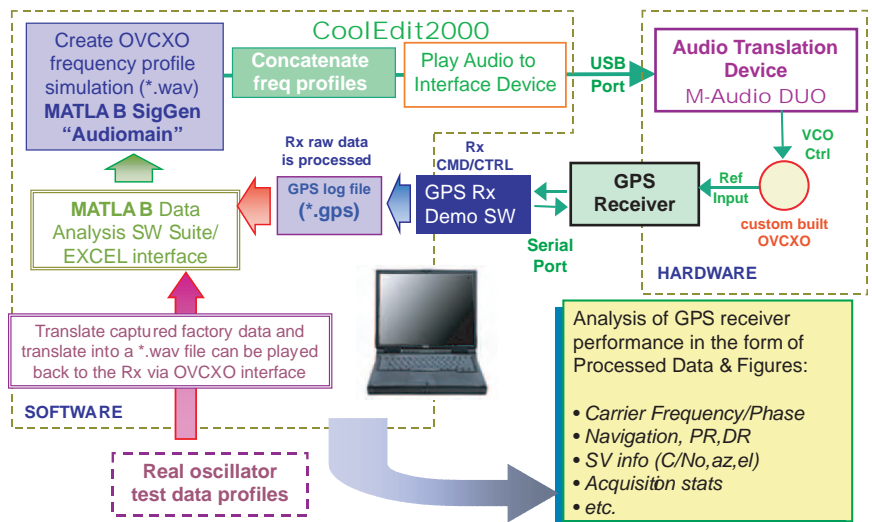 CoolEdit2000
Create OVCXO
frequency profile
simulation (*.wav)
MATLA B SigGen
“Audiomain”
Concatenate
freq profiles
Play Audio to
Interface Device
USB
Port
Audio Translation
Device
M-Audio DUO
VCO
Ctrl
Rx raw data
is processed
Rx
CMD/CTRL
GPS log file
(*.gps)
GPS Rx
Demo SW
Serial
Port
GPS
Receiver
Ref
Input
custom built
OVCXO
HARDWARE
MATLA B Data
Analysis SW Suite/
EXCEL interface
Translate captured factory data and
translate into a *.wav file can be played
back to the Rx via OVCXO interface
SOFTWARE
Real oscillator
test data profiles
Analysis of GPS receiver
performance in the form of
Processed Data & Figures:
• Carrier Frequency/Phase
• Navigation, PR,DR
• SV info (C/No,az,el)
• Acquisition stats
• etc.